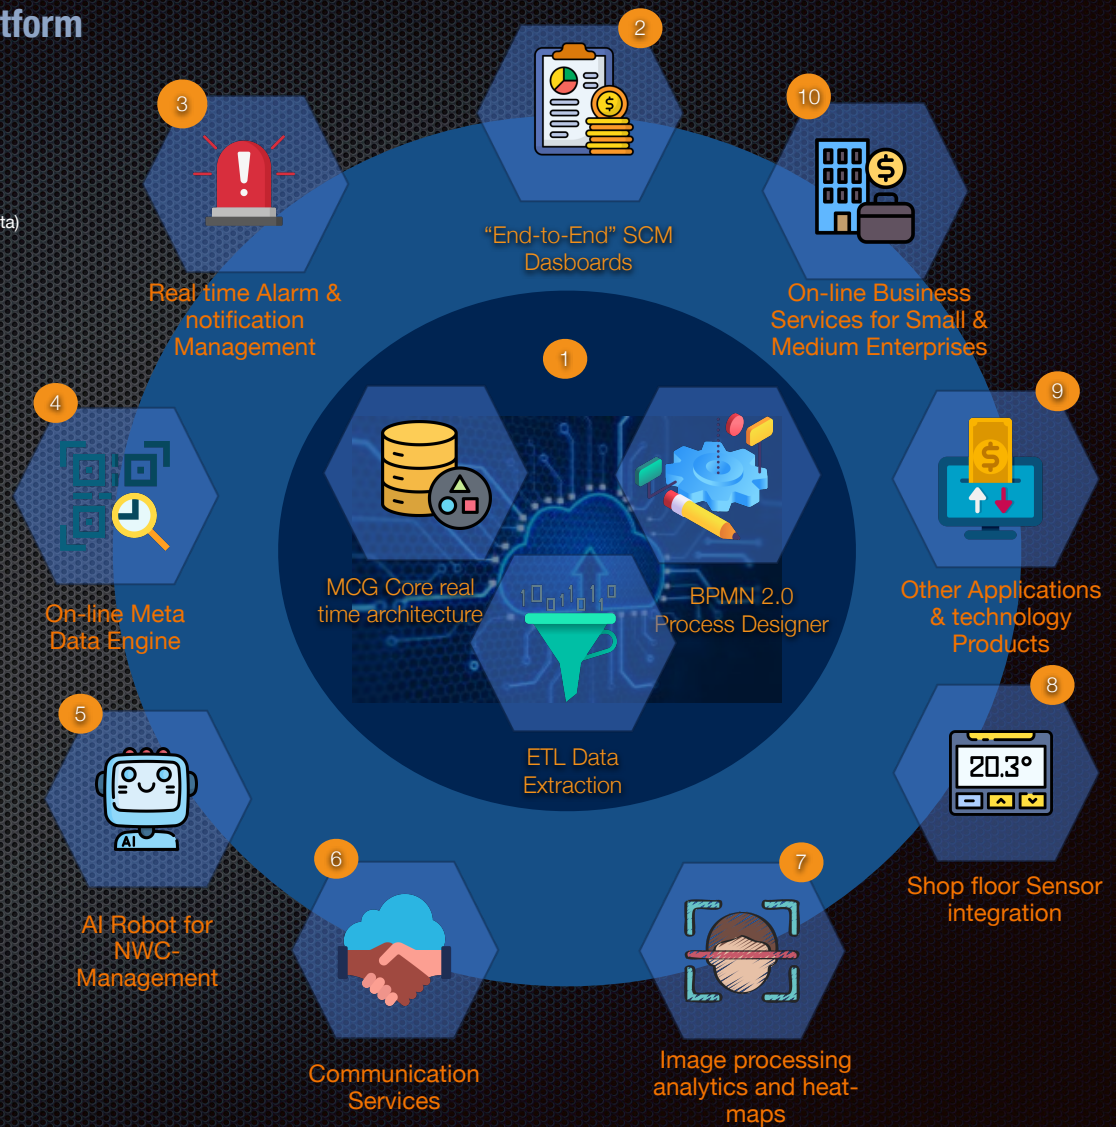 tform
ta)
2
3
10
"End-to-End" SCM
Dasboards
Real time Alarm &
notification
Management
On-line Business
Services for Small &
Medium Enterprises
1
4
9
MCG Core real
time architecture
BPMN 2.0
Process Designer
1001010
On-line Meta
Data Engine
Other Applications
& technology
Products
5
8
20.3°
ETL Data
Extraction
AI
6
7
AI Robot for
NWC-
Management
Shop floor Sensor
integration
Communication
Services
Image processing
analytics and heat-
maps